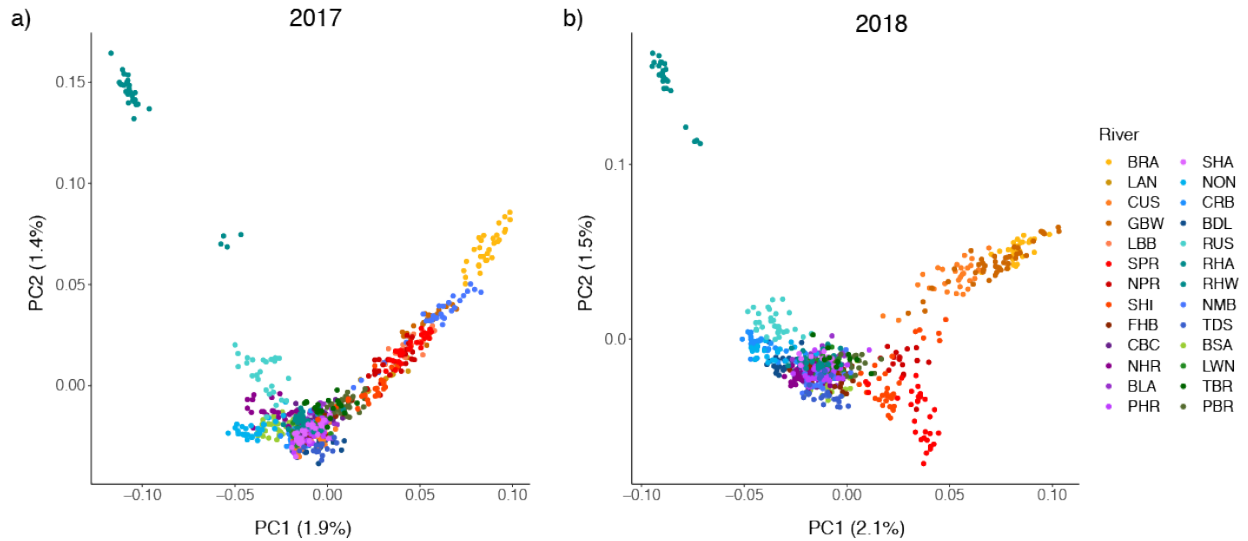 a)
2017
0.15
0.10
0.05
0.00
PC2 (1.4%)
−0.10
−0.05
0.00
0.05
0.10
PC1 (1.9%)
b)
2018
0.1
0.0
PC2 (1.5%)
−0.10
−0.05
0.00
0.05
0.10
PC1 (2.1%)
River
BRA
LAN
CUS
GBW
LBB
SPR
NPR
SHI
FHB
CBC
NHR
BLA
PHR
SHA
NON
CRB
BDL
RUS
RHA
RHW
NMB
TDS
BSA
LWN
TBR
PBR